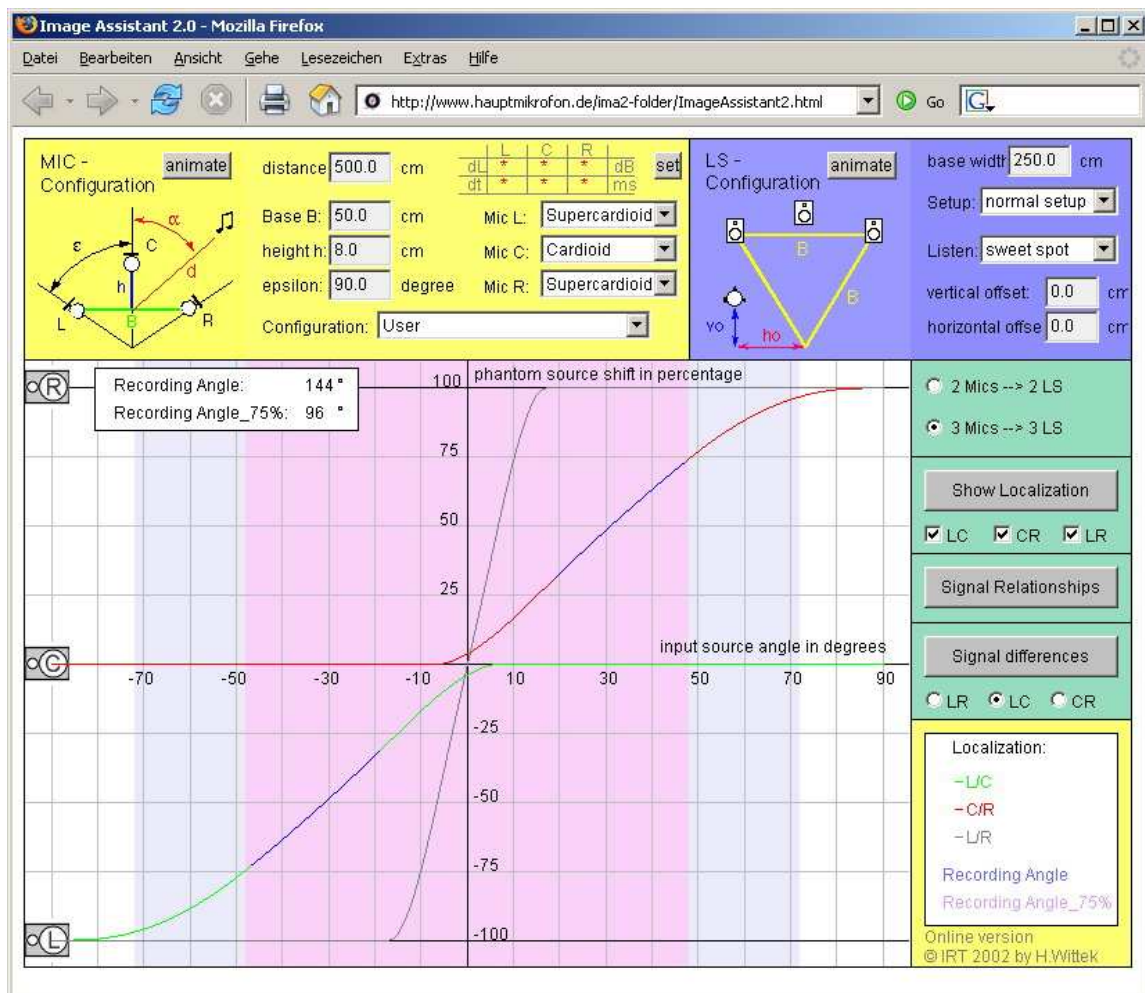 Image Assistant 2.0 - Mozilla Firefox
Datei Bearbeiten Ansicht Gehe Lesezeichen Extras Hilfe
http://www.hauptmikrofon.de/ima2-folder/ImageAssistant2.html Go G
MIC -
Configuration
animate
ε
α
C
d
h
L
B
R
distance 500.0 cm
Base B: 50.0 cm
height h: 8.0 cm
epsilon: 90.0 degree
L C R
dL * * * dB
dt * * * ms
set
Mic L: Supercardioid
Mic C: Cardioid
Mic R: Supercardioid
Configuration: User
LS -
Configuration
animate
B
B
vo
ho
base width 250.0 cm
Setup: normal setup
Listen: sweet spot
vertical offset: 0.0 cm
horizontal offse 0.0 cm
R
Recording Angle: 144 °
Recording Angle_75%: 96 °
100 phantom source shift in percentage
75
50
25
input source angle in degrees
C
-70 -50 -30 -10 10 30 50 70 90
-25
-50
-75
-100
L
2 Mics --> 2 LS
3 Mics --> 3 LS
Show Localization
LC CR LR
Signal Relationships
Signal differences
LR LC CR
Localization:
-L/C
-C/R
-L/R
Recording Angle
Recording Angle_75%
Online version
© IRT 2002 by H.Wittek